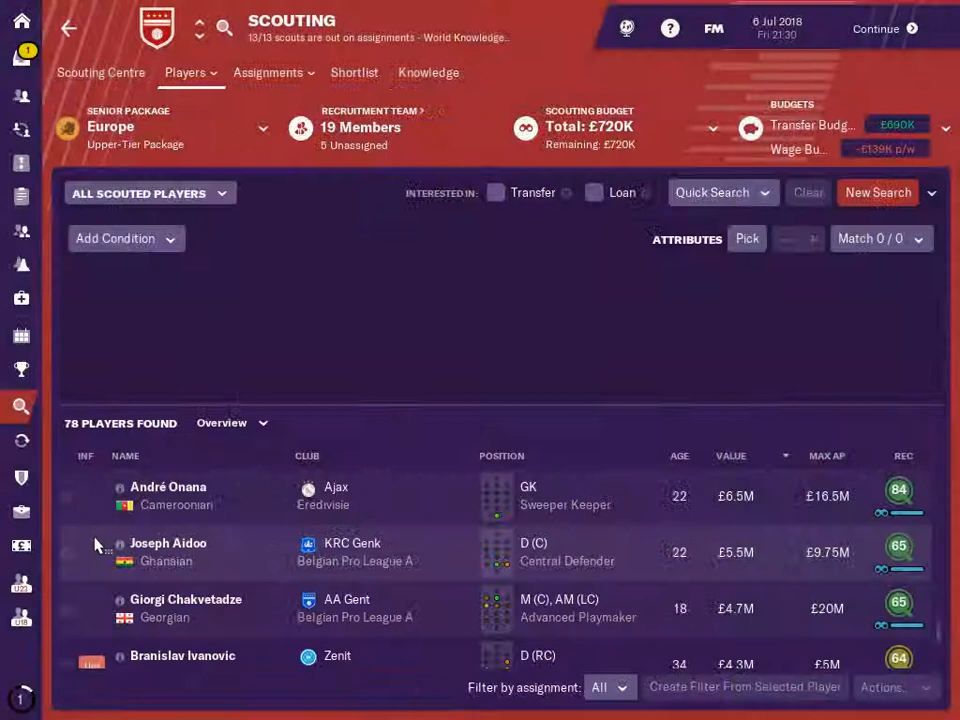 SCOUTING
13/13 scouts are out on assignments - World Knowledge..
6 Jul 2018
Fri 21:30
FM
Continue
1
Scouting Centre
Players
Assignments
Shortlist
Knowledge
SENIOR PACKAGE
Europe
Upper-Tier Package
RECRUITMENT TEAM >
19 Members
5 Unassigned
SCOUTING BUDGET
Total: £720K
Remaining: £720K
BUDGETS
Transfer Budg... £690K
Wage Bu... -£139K p/w
ALL SCOUTED PLAYERS
INTERESTED IN: Transfer Loan
Quick Search
Clear
New Search
Add Condition
ATTRIBUTES
Pick
Match 0 / 0
78 PLAYERS FOUND
Overview
INF NAME CLUB POSITION AGE VALUE MAX AP REC
André Onana Ajax GK 22 £6.5M £16.5M 84
Cameroonian Eredivisie Sweeper Keeper
Joseph Aidoo KRC Genk D (C) 22 £5.5M £9.75M 65
Ghanaian Belgian Pro League A Central Defender
Giorgi Chakvetadze AA Gent M (C), AM (LC) 18 £4.7M £20M 65
Georgian Belgian Pro League A Advanced Playmaker
Branislav Ivanovic Zenit D (RC) 34 £4.3M £5M 64
Filter by assignment: All
Create Filter From Selected Player
Actions..
U23
U18
1